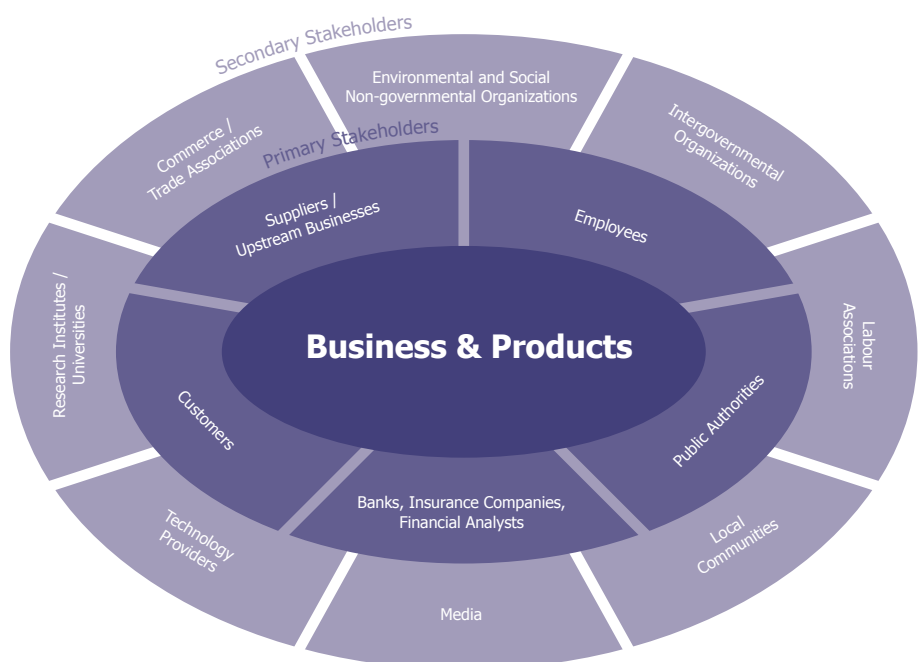 Secondary Stakeholders
Environmental and Social
Non-governmental Organizations
Commerce /
Trade Associations
Intergovernmental
Organizations
Primary Stakeholders
Suppliers /
Upstream Businesses
Employees
Research Institutes /
Universities
Labour
Associations
Business & Products
Customers
Public Authorities
Banks, Insurance Companies,
Financial Analysts
Technology
Providers
Local
Communities
Media